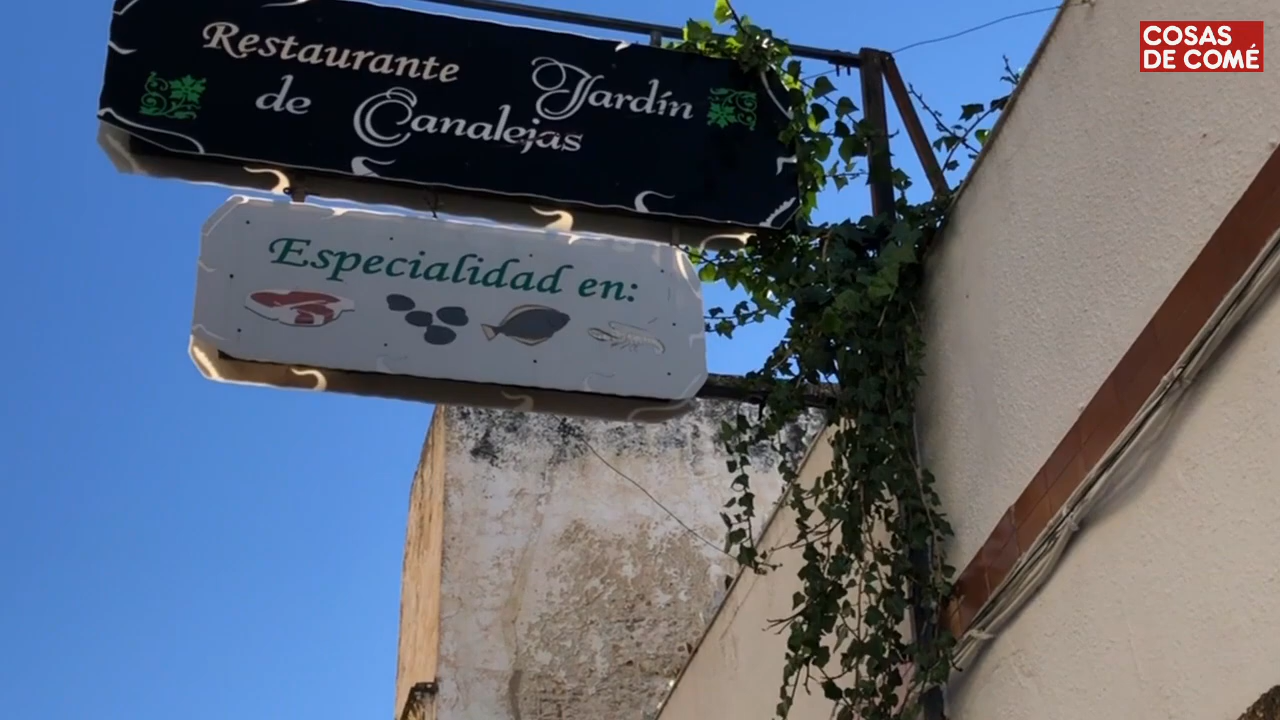 Restaurante Jardín
de Canalejas
Especialidad en:
COSAS
DE COMÉ